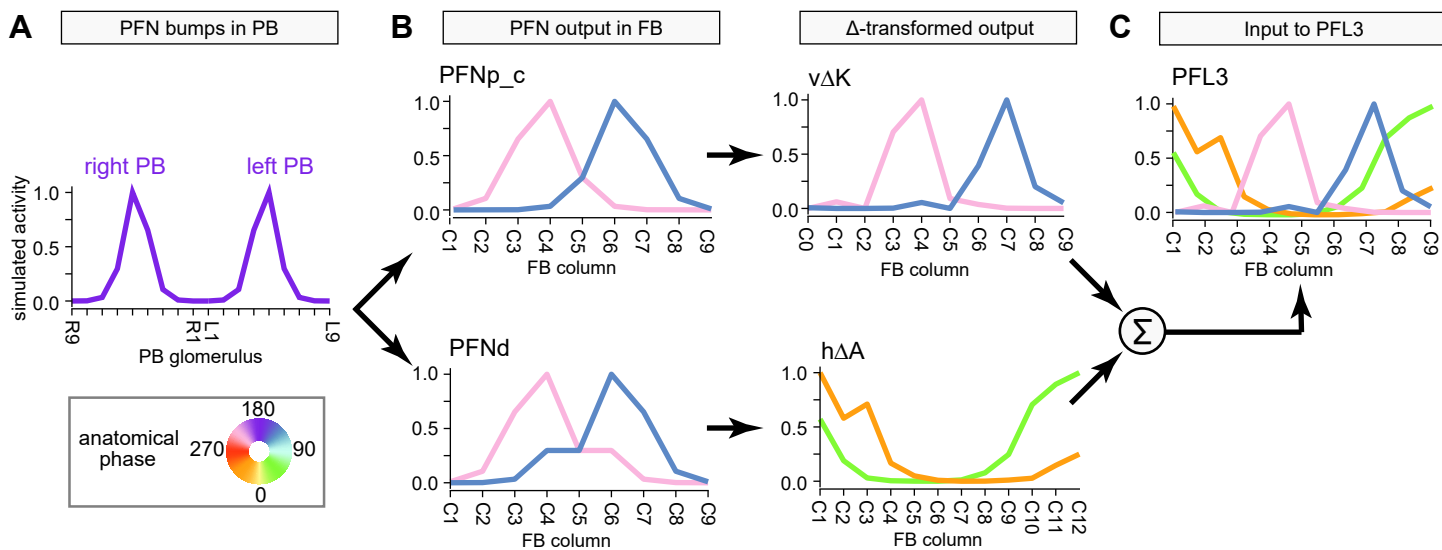 A
PFN bumps in PB
right PB
left PB
simulated activity
1.0
0.5
0.0
R9
R1
L1
L9
PB glomerulus
anatomical
phase
180
270
90
0
B
PFN output in FB
PFNp_c
1.0
0.5
0.0
C1
C2
C3
C4
C5
C6
C7
C8
C9
FB column
PFNd
1.0
0.5
0.0
C1
C2
C3
C4
C5
C6
C7
C8
C9
FB column
Δ-transformed output
vΔK
1.0
0.5
0.0
C0
C1
C2
C3
C4
C5
C6
C7
C8
C9
FB column
hΔA
1.0
0.5
0.0
C1
C2
C3
C4
C5
C6
C7
C8
C9
C10
C11
C12
FB column
Σ
C
Input to PFL3
PFL3
1.0
0.5
0.0
C1
C2
C3
C4
C5
C6
C7
C8
C9
FB column